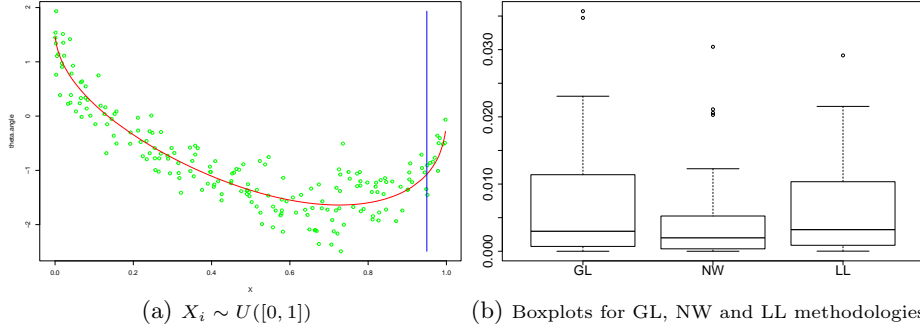 2
1
0
-1
-2
theta.angle
0.0
0.2
0.4
0.6
0.8
1.0
x
0.030
0.020
0.010
0.000
GL
NW
LL
(a) $X_i \sim U([0, 1])$
(b) Boxplots for GL, NW and LL methodologies